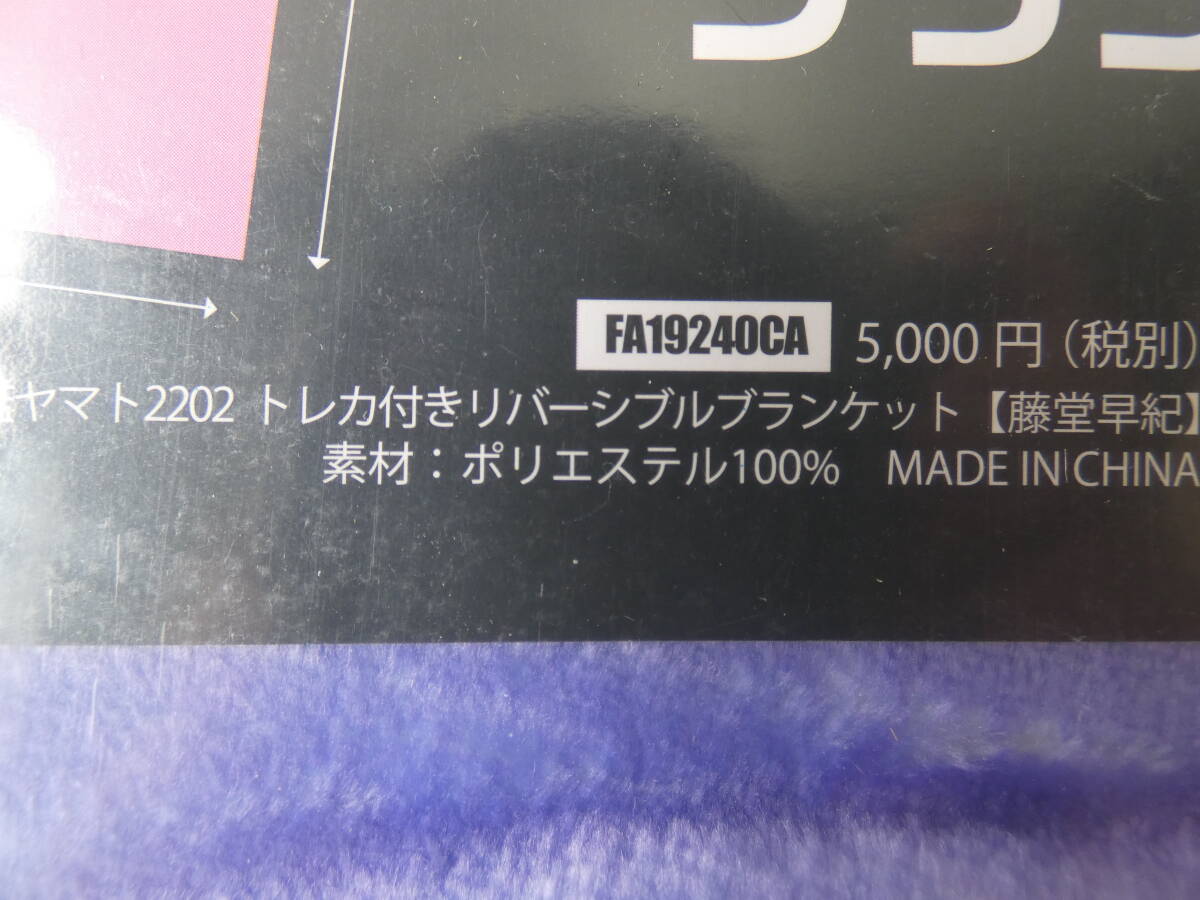 FA19240CA 5,000 円(税別)
ヤマト2202 トレカ付きリバーシブルブランケット【藤堂早紀】
素材：ポリエステル100% MADE IN CHINA